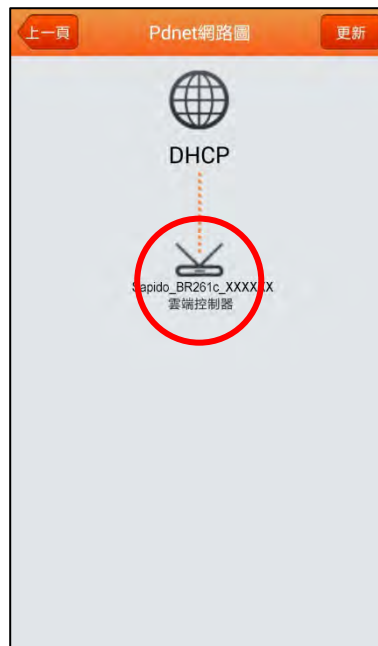 上一頁
Pdnet網路圖
更新
DHCP
Sapido_BR261c_XXXXXX
雲端控制器